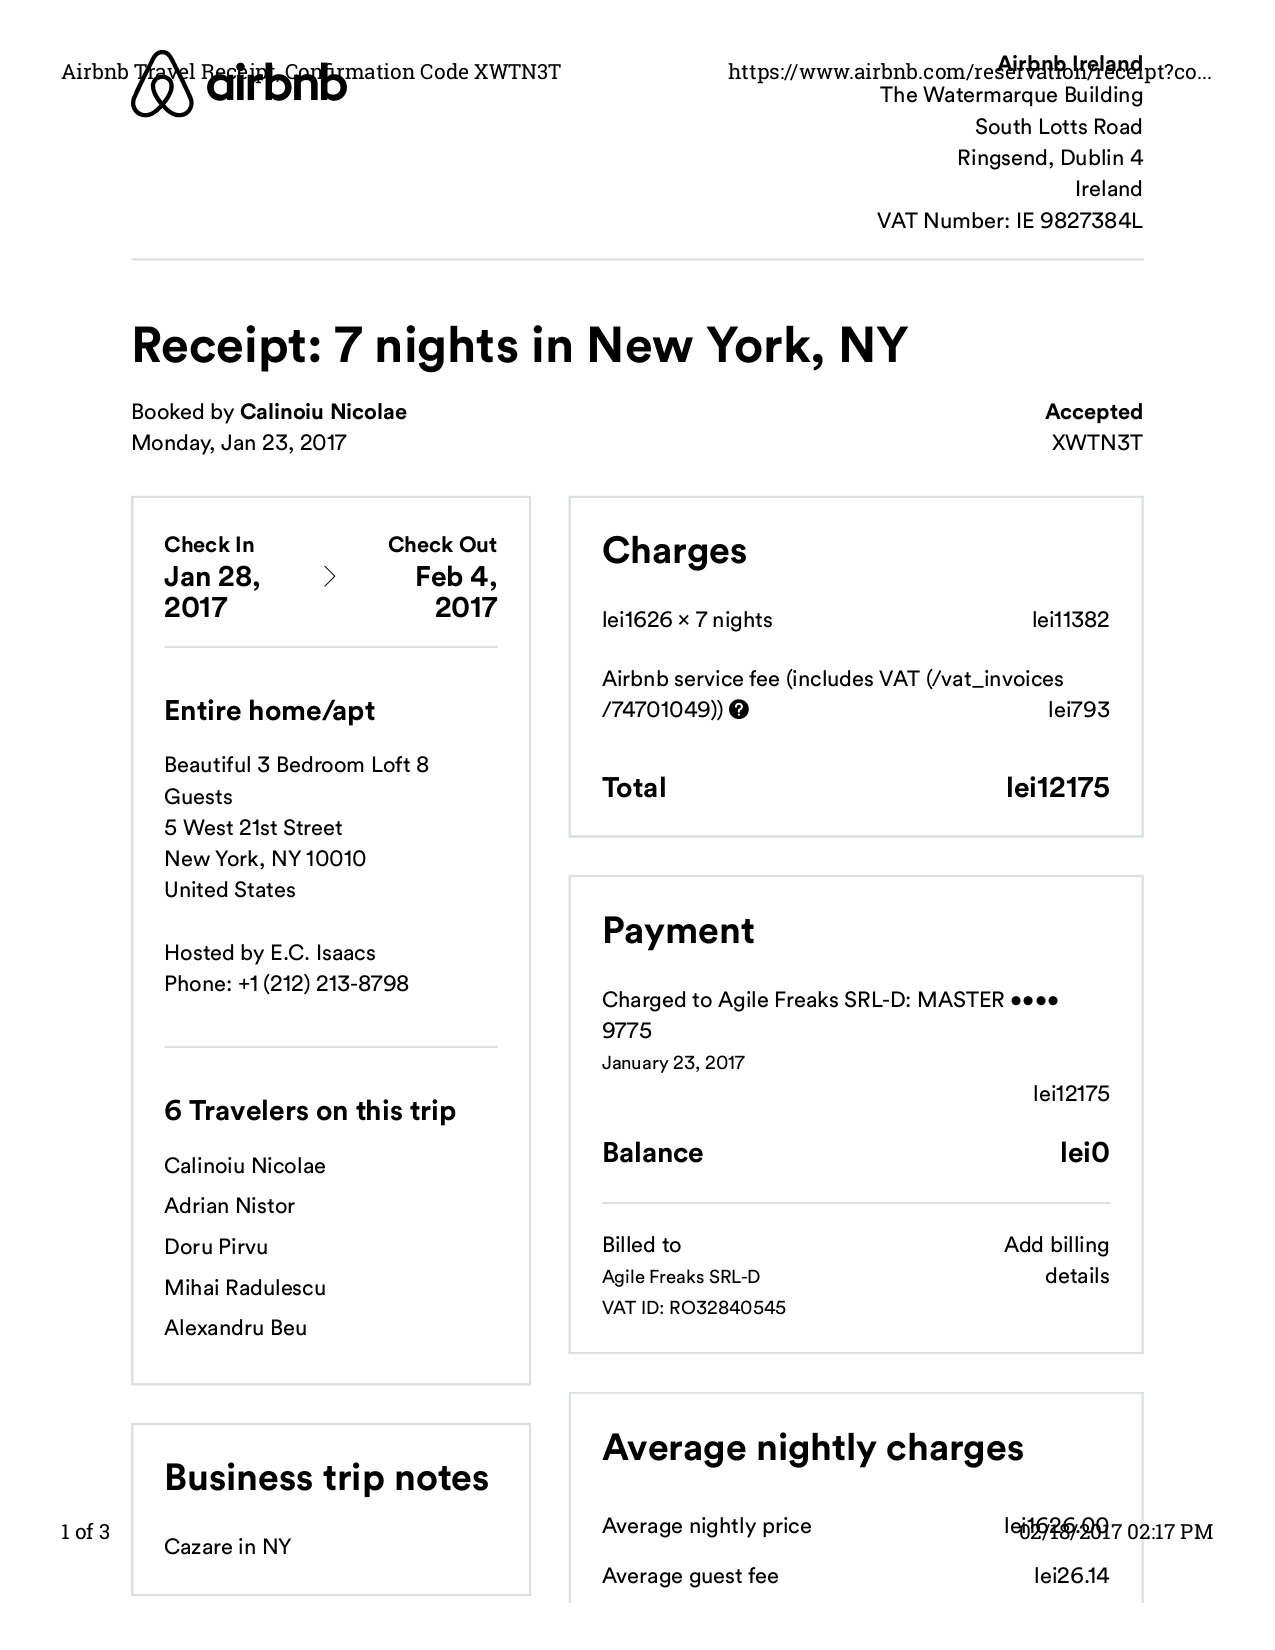 Airbnb Travel Receipt, Confirmation Code XWTN3T
https://www.airbnb.com/reservation/receipt?co...
airbnb
Airbnb Ireland
The Watermarque Building
South Lotts Road
Ringsend, Dublin 4
Ireland
VAT Number: IE 9827384L
Receipt: 7 nights in New York, NY
Booked by Calinoiu Nicolae
Monday, Jan 23, 2017
Accepted
XWTN3T
Check In
Jan 28,
2017
Check Out
Feb 4,
2017
Entire home/apt
Beautiful 3 Bedroom Loft 8
Guests
5 West 21st Street
New York, NY 10010
United States
Hosted by E.C. Isaacs
Phone: +1 (212) 213-8798
6 Travelers on this trip
Calinoiu Nicolae
Adrian Nistor
Doru Pirvu
Mihai Radulescu
Alexandru Beu
Business trip notes
Cazare in NY
Charges
lei1626 × 7 nights lei11382
Airbnb service fee (includes VAT (/vat_invoices
/74701049)) ? lei793
Total lei12175
Payment
Charged to Agile Freaks SRL-D: MASTER ••••
9775
January 23, 2017
lei12175
Balance lei0
Billed to
Agile Freaks SRL-D
VAT ID: RO32840545
Add billing
details
Average nightly charges
Average nightly price lei1626.00
Average guest fee lei26.14
1 of 3
02/18/2017 02:17 PM